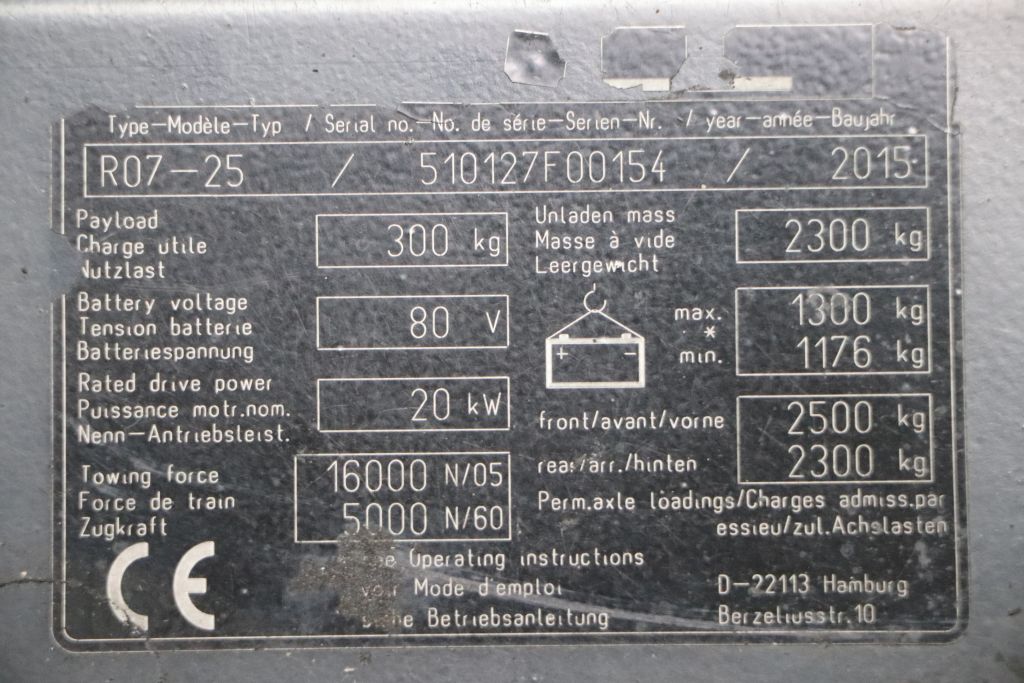 Type–Modèle–Typ / Serial no.–No. de série–Serien–Nr. / year–année–Baujahr
R07–25 / 510127F00154 / 2015
Payload
Charge utile
Nutzlast
300 kg
Unladen mass
Masse à vide
Leergewicht
2300 kg
Battery voltage
Tension batterie
Batteriespannung
80 V
+ –
max.
*
min.
1300 kg
1176 kg
Rated drive power
Puissance motr.nom.
Nenn–Antriebsleist.
20 kW
front/avant/vorne
2500 kg
rear/arr./hinten
2300 kg
Towing force
Force de train
Zugkraft
16000 N/05
5000 N/60
Perm.axle loadings/Charges admiss.par
essieu/zul.Achslasten
CE
Operating instructions
Mode d'emploi
Betriebsanleitung
D–22113 Hamburg
Berzeliusstr.10